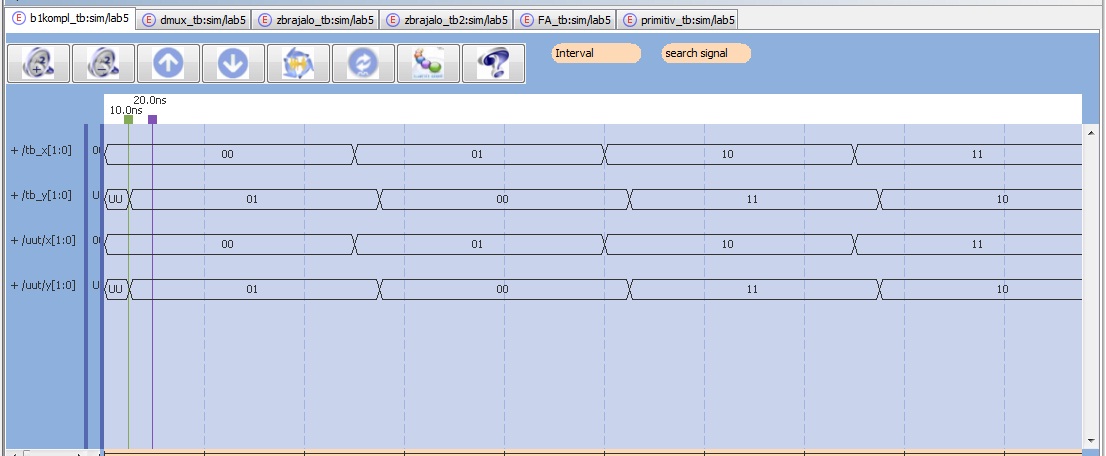 b1kompl_tb:sim/lab5 dmux_tb:sim/lab5 zbrajalo_tb:sim/lab5 zbrajalo_tb2:sim/lab5 FA_tb:sim/lab5 primitiv_tb:sim/lab5
Interval search signal
20.0ns
10.0ns
+ /tb_x[1:0] 00 01 10 11
+ /tb_y[1:0] U UU 01 00 11 10
+ /uut/x[1:0] 00 01 10 11
+ /uut/y[1:0] U UU 01 00 11 10